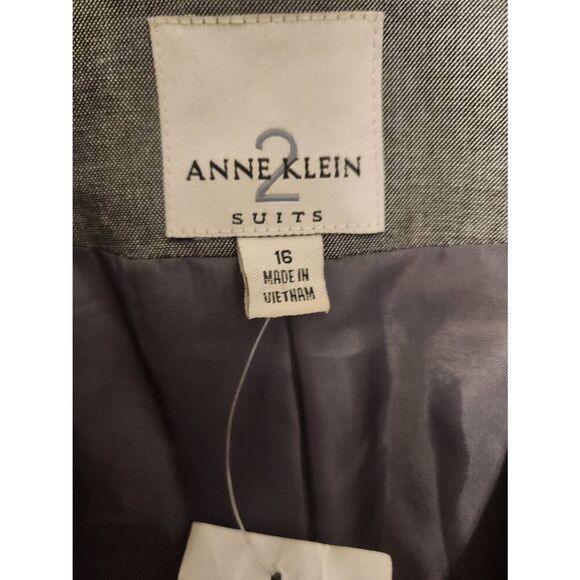 2
ANNE KLEIN
SUITS
16
MADE IN
VIETNAM